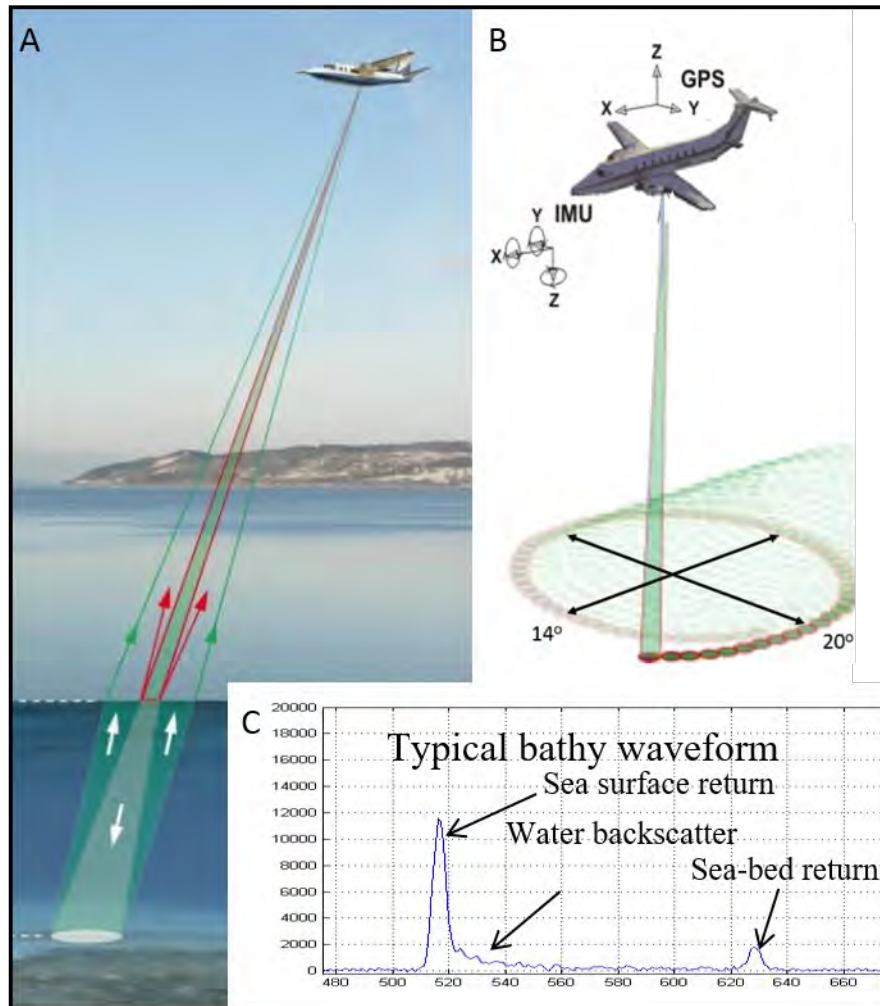 A
B
Z
GPS
X
Y
IMU
Y
X
Z
14°
20°
C
20000
18000
16000
14000
12000
10000
8000
6000
4000
2000
0
Typical bathy waveform
Sea surface return
Water backscatter
Sea-bed return
480
500
520
540
560
580
600
620
640
660